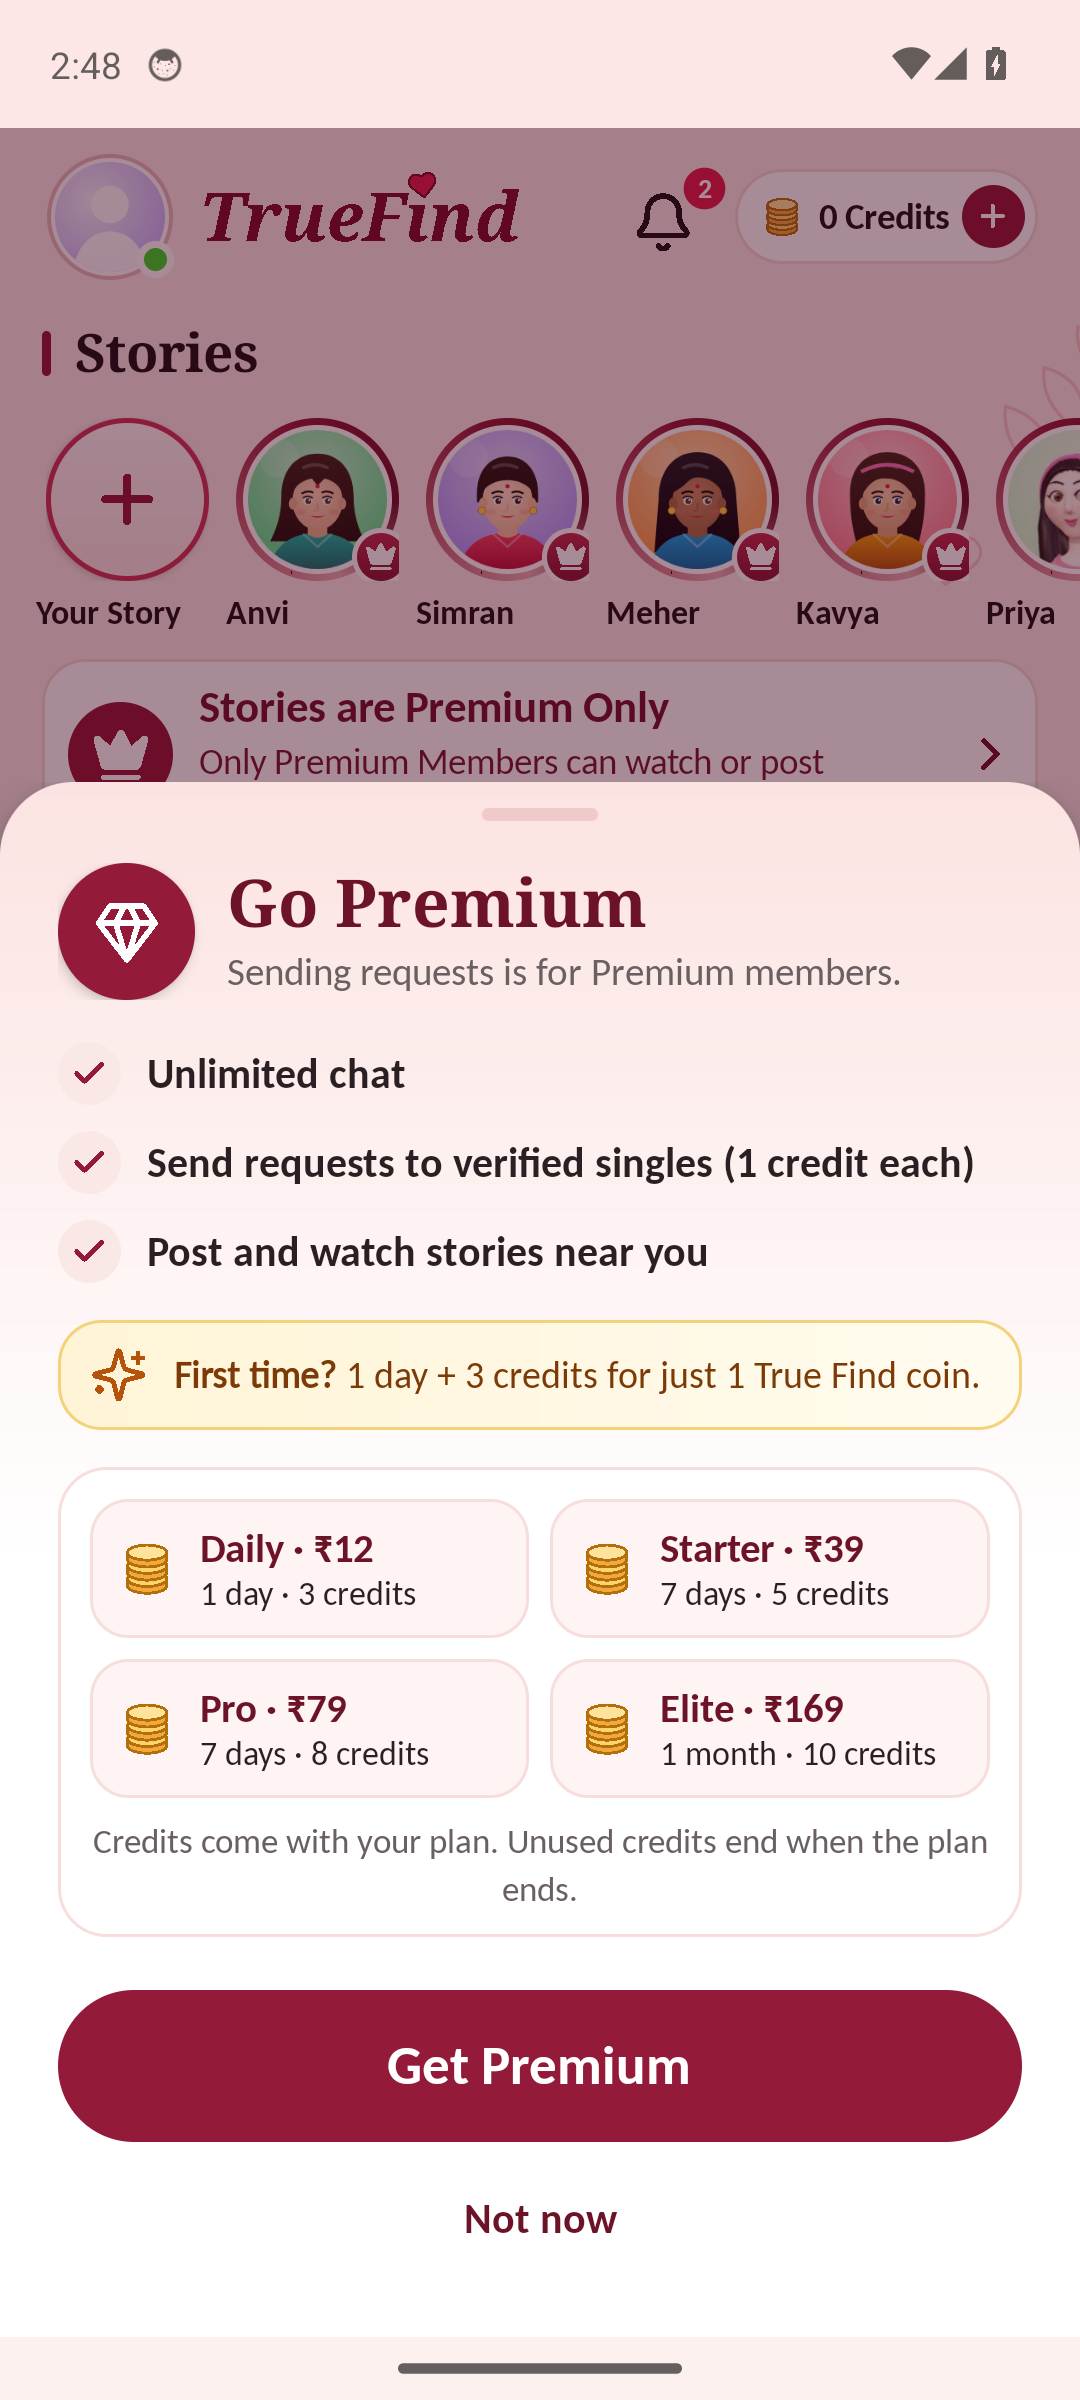 2:48
TrueFind
2
0 Credits
Stories
Your Story
Anvi
Simran
Meher
Kavya
Priya
Stories are Premium Only
Only Premium Members can watch or post
Go Premium
Sending requests is for Premium members.
Unlimited chat
Send requests to verified singles (1 credit each)
Post and watch stories near you
First time? 1 day + 3 credits for just 1 True Find coin.
Daily · ₹12
1 day · 3 credits
Starter · ₹39
7 days · 5 credits
Pro · ₹79
7 days · 8 credits
Elite · ₹169
1 month · 10 credits
Credits come with your plan. Unused credits end when the plan
ends.
Get Premium
Not now